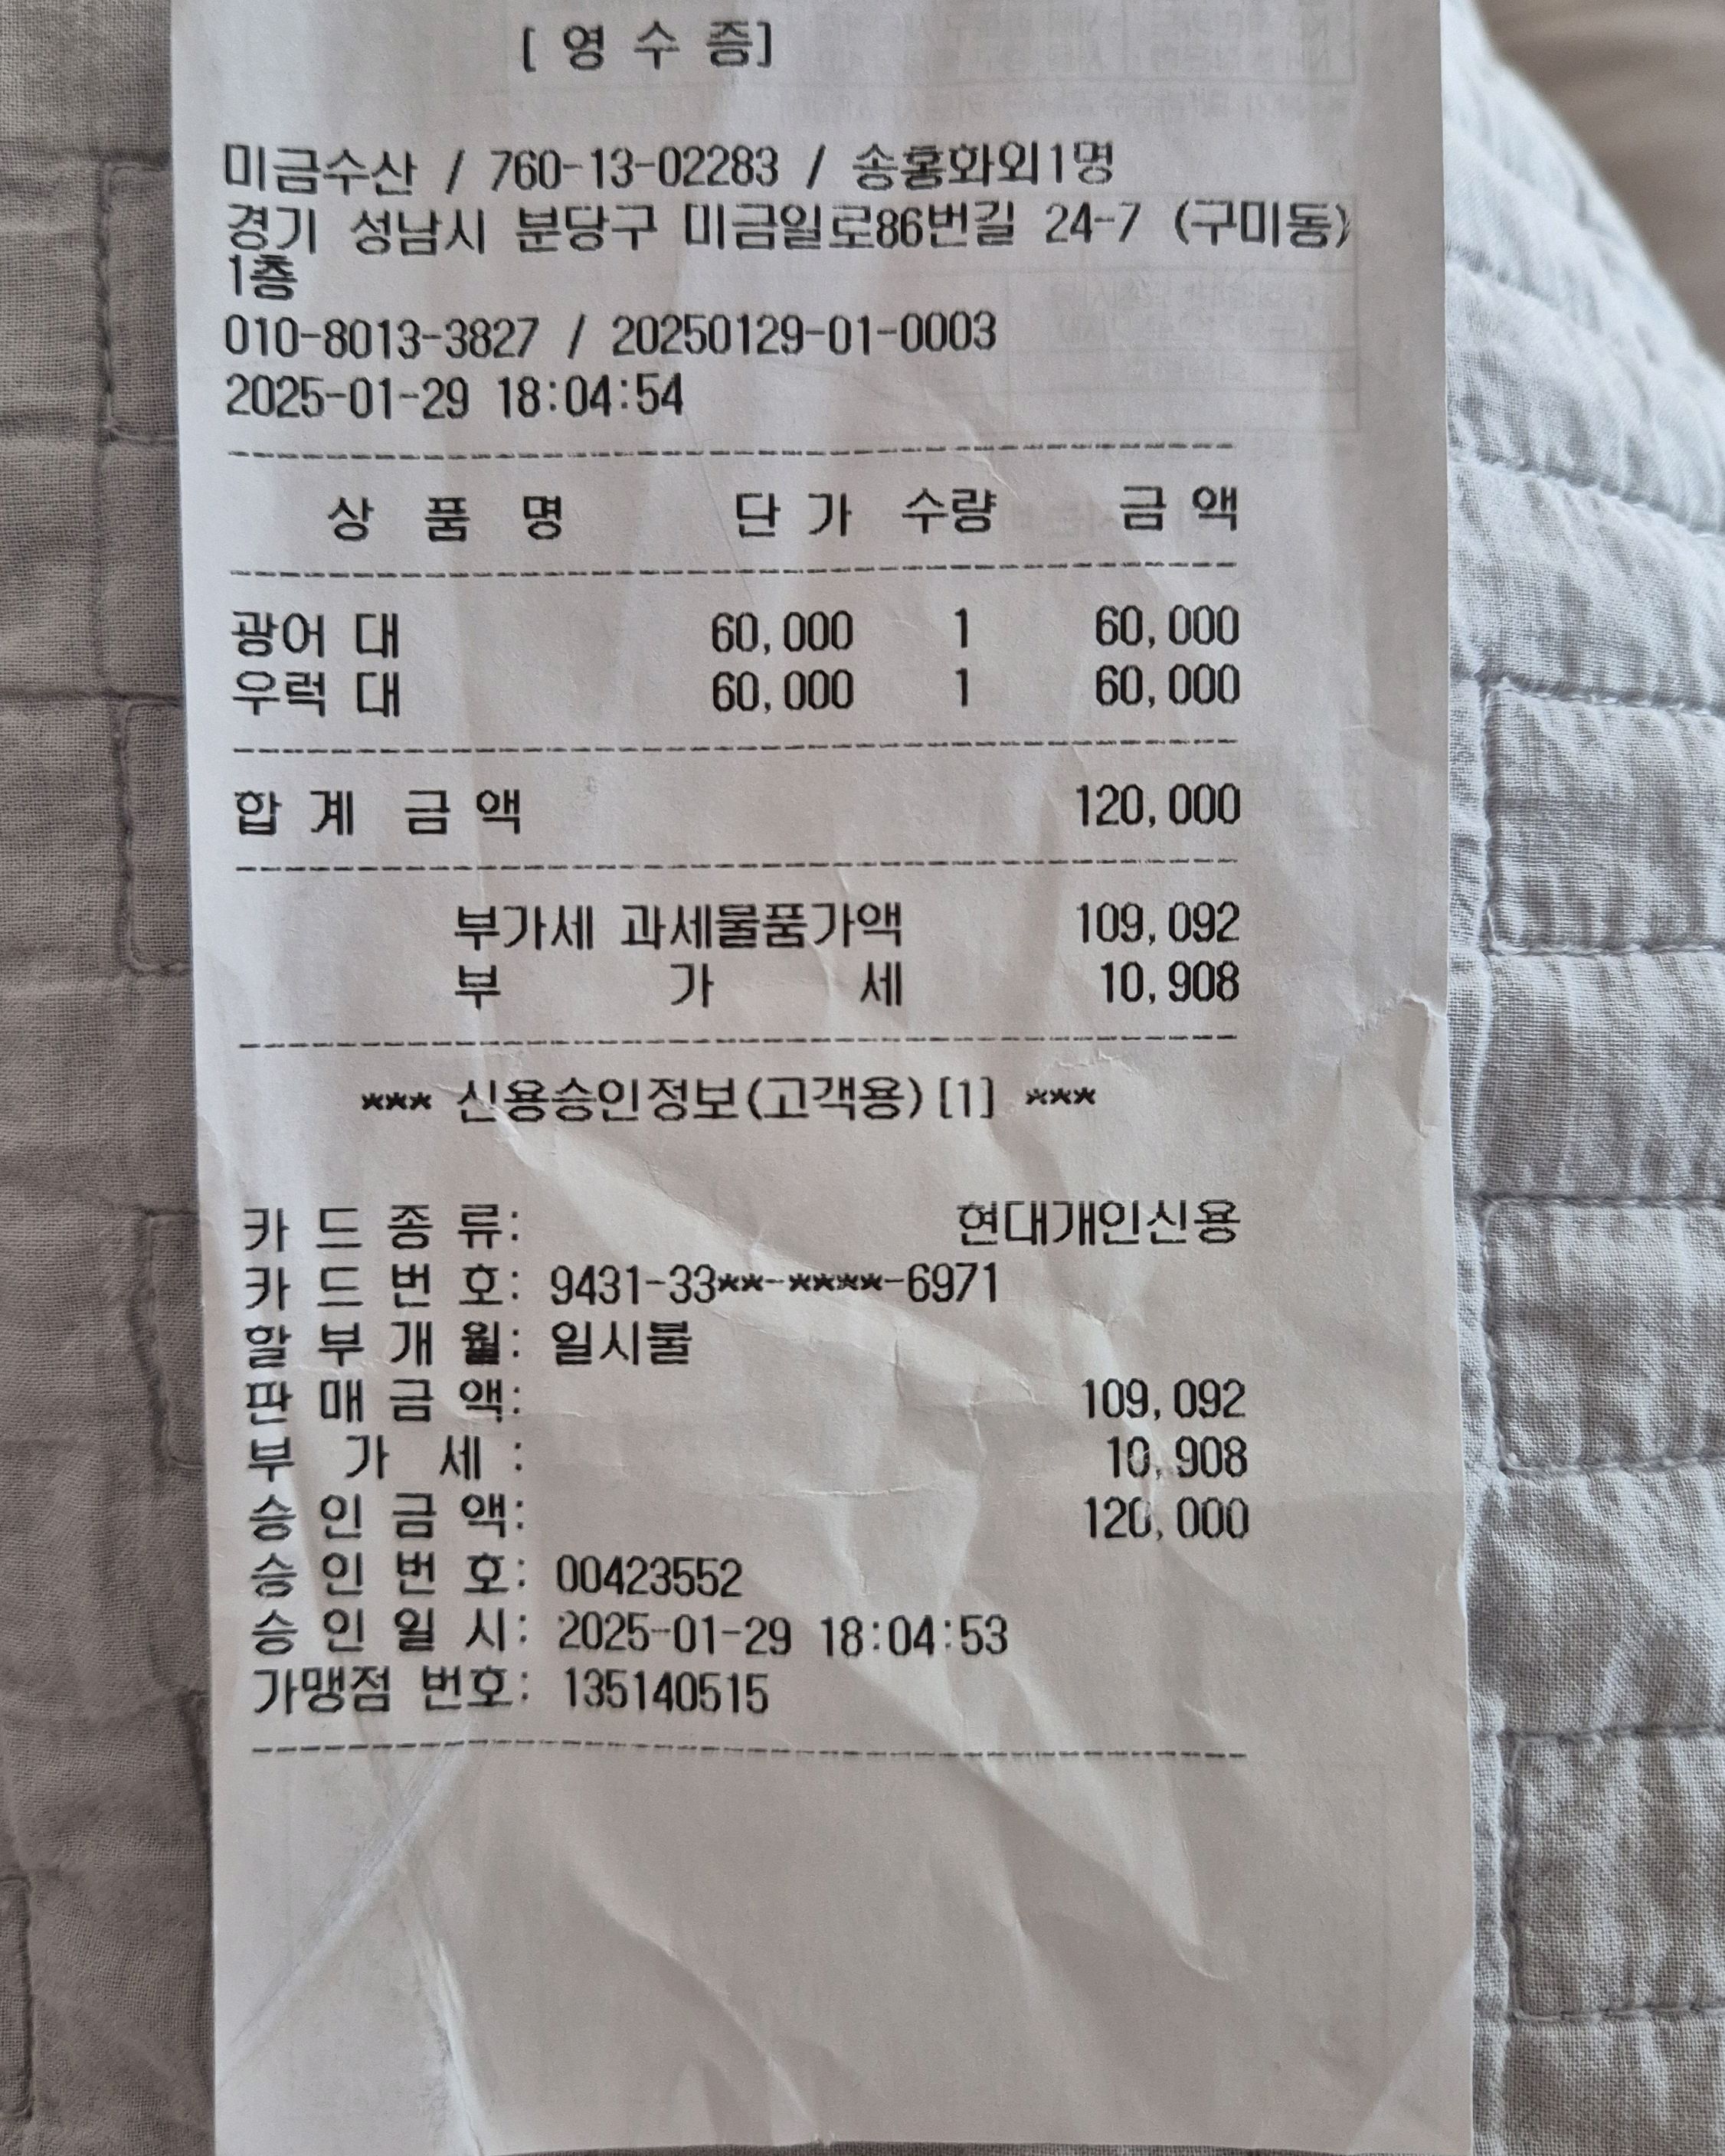 [ 영 수 증]
미금수산 / 760-13-02283 / 송홍화외1명
경기 성남시 분당구 미금일로86번길 24-7 (구미동)
1층
010-8013-3827 / 20250129-01-0003
2025-01-29 18:04:54
상 품 명 단 가 수량 금 액
광어 대 60,000 1 60,000
우럭 대 60,000 1 60,000
합 계 금 액 120,000
부가세 과세물품가액 109,092
부 가 세 10,908
*** 신용승인정보(고객용)[1] ***
카 드 종 류: 현대개인신용
카 드 번 호: 9431-33**-****-6971
할 부 개 월: 일시불
판 매 금 액: 109,092
부 가 세 : 10,908
승 인 금 액: 120,000
승 인 번 호: 00423552
승 인 일 시: 2025-01-29 18:04:53
가맹점 번호: 135140515